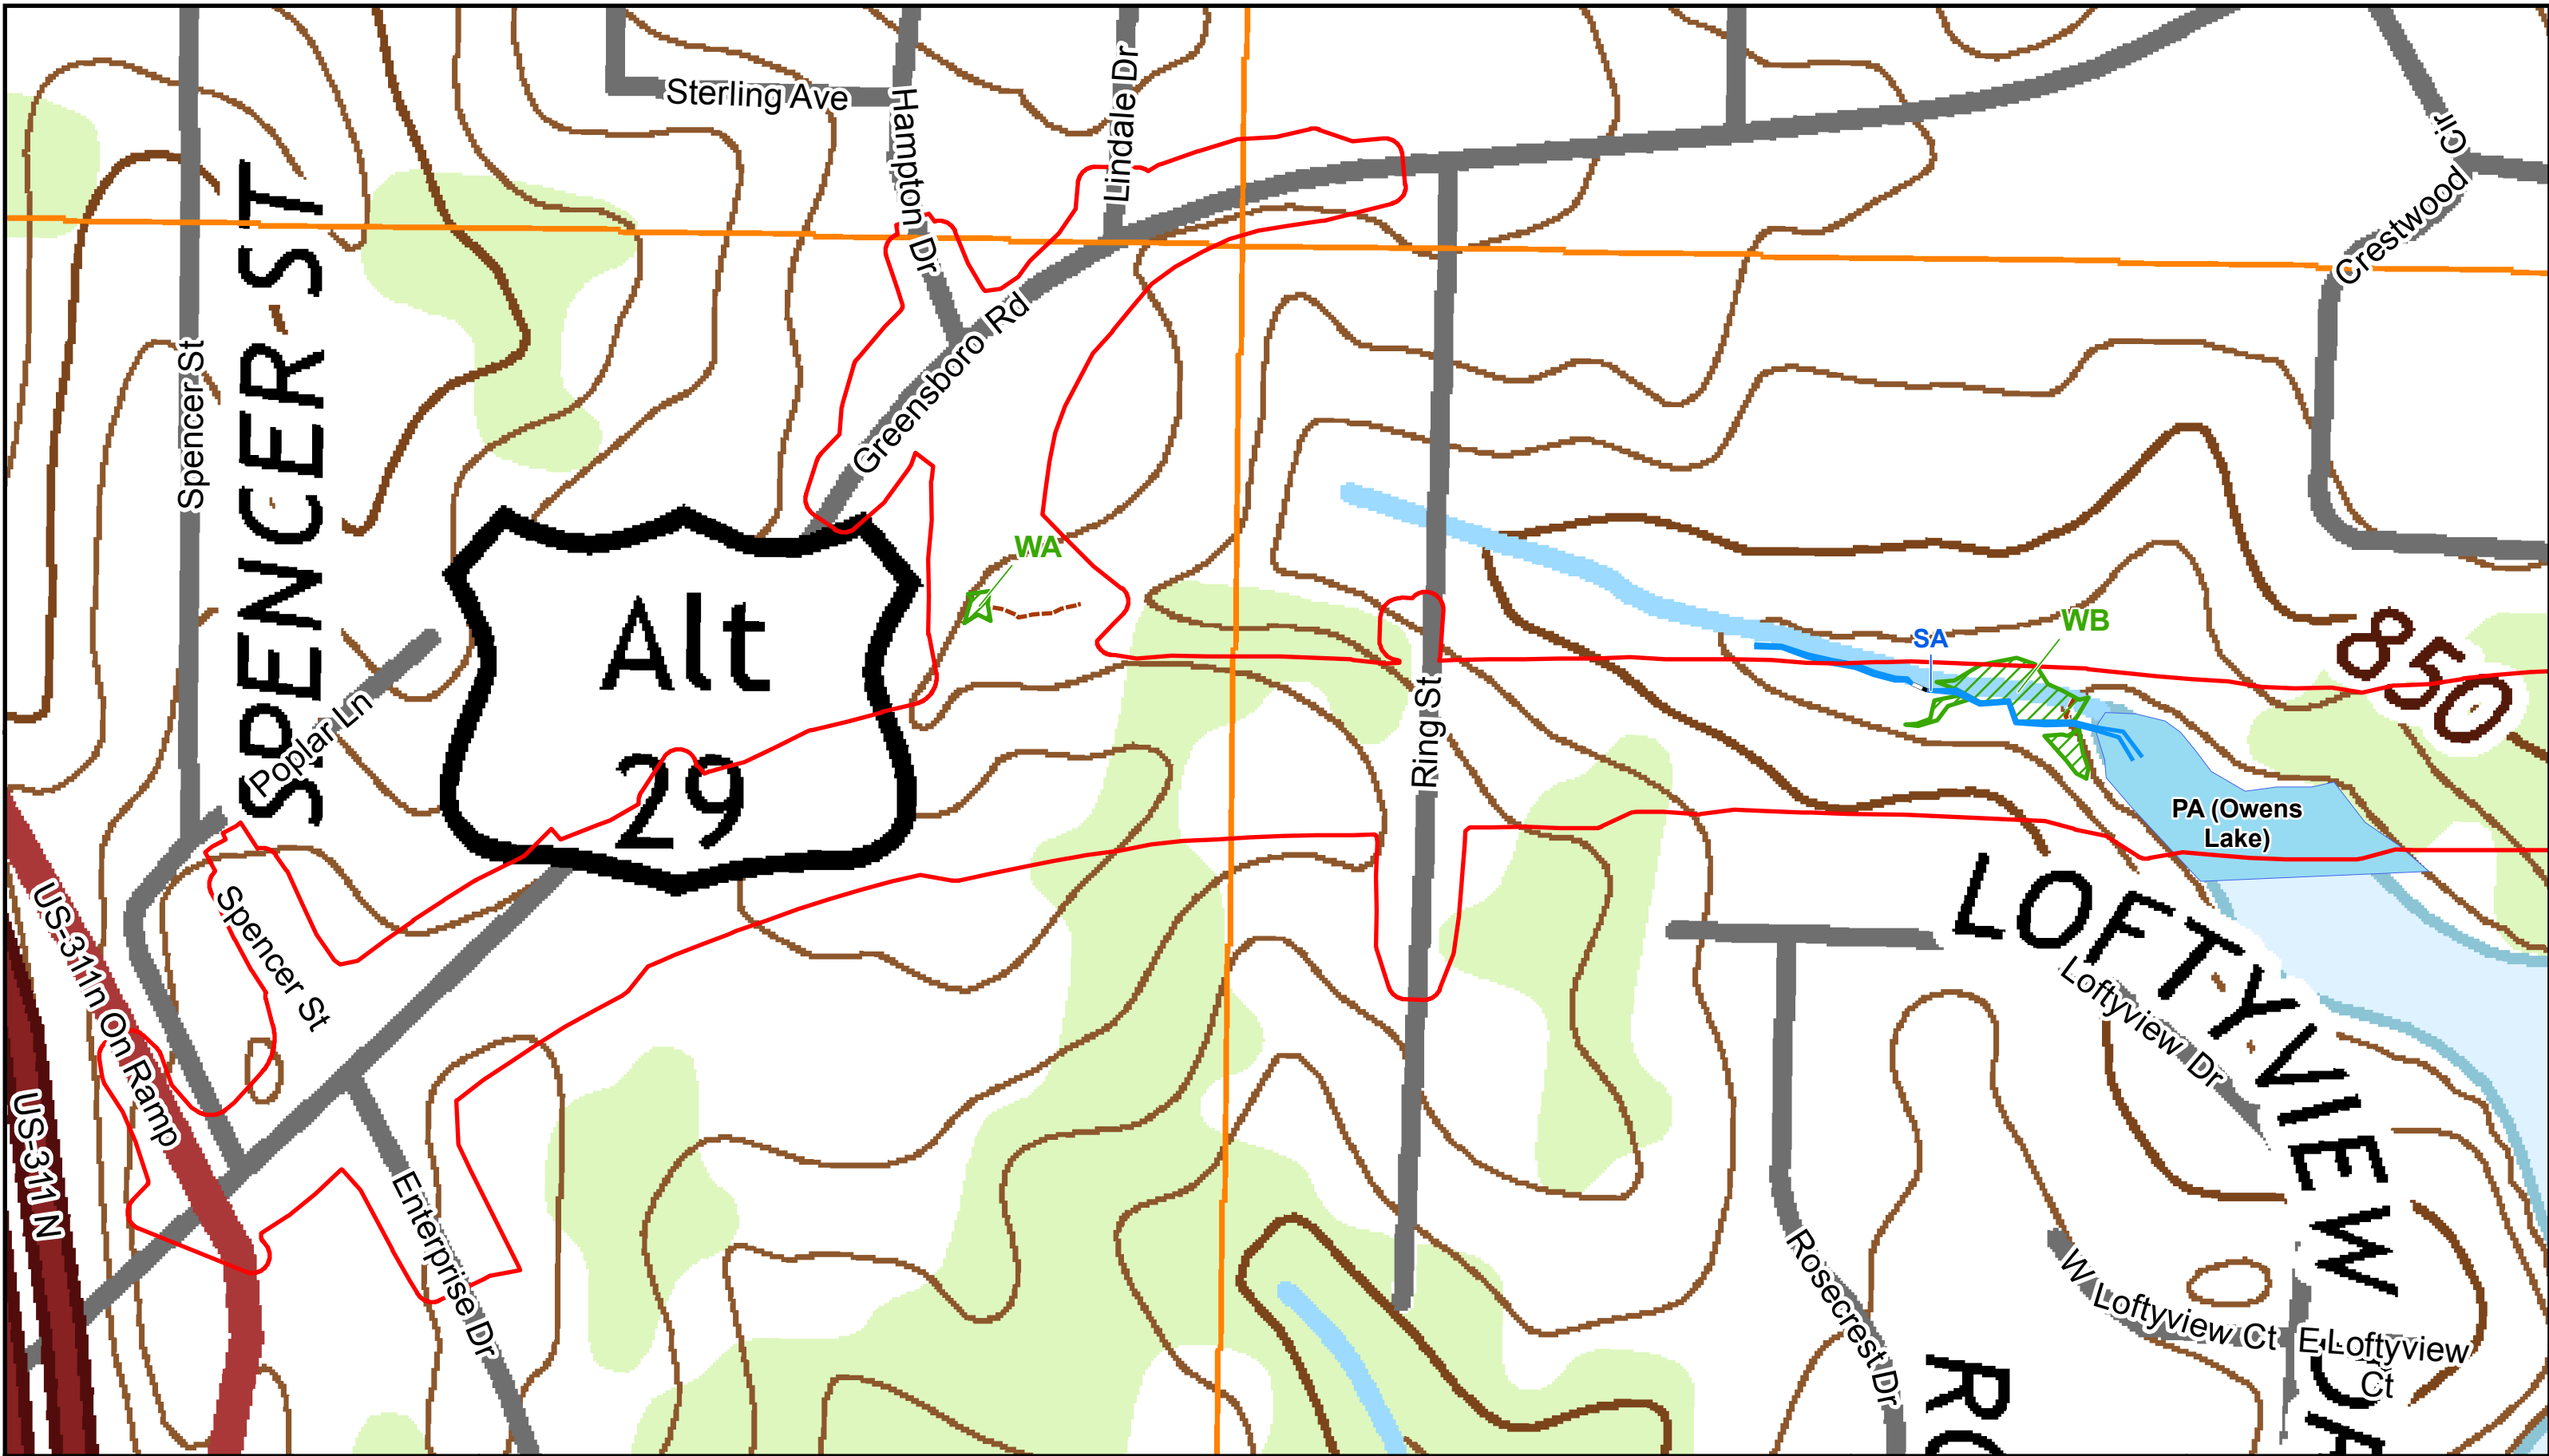 Sterling Ave
Hampton Dr
Lindale Dr
Crestwood
Cir
SPENCER ST
Spencer St
Greensboro Rd
WA
Alt
29
SA
WB
850
Poplar Ln
Ring St
PA (Owens
Lake)
Spencer St
US-311n On Ramp
US-311 N
LOFTYVIEW
Loftyview Dr
Enterprise Dr
Rosecrest Dr
W Loftyview Ct
E Loftyview
Ct